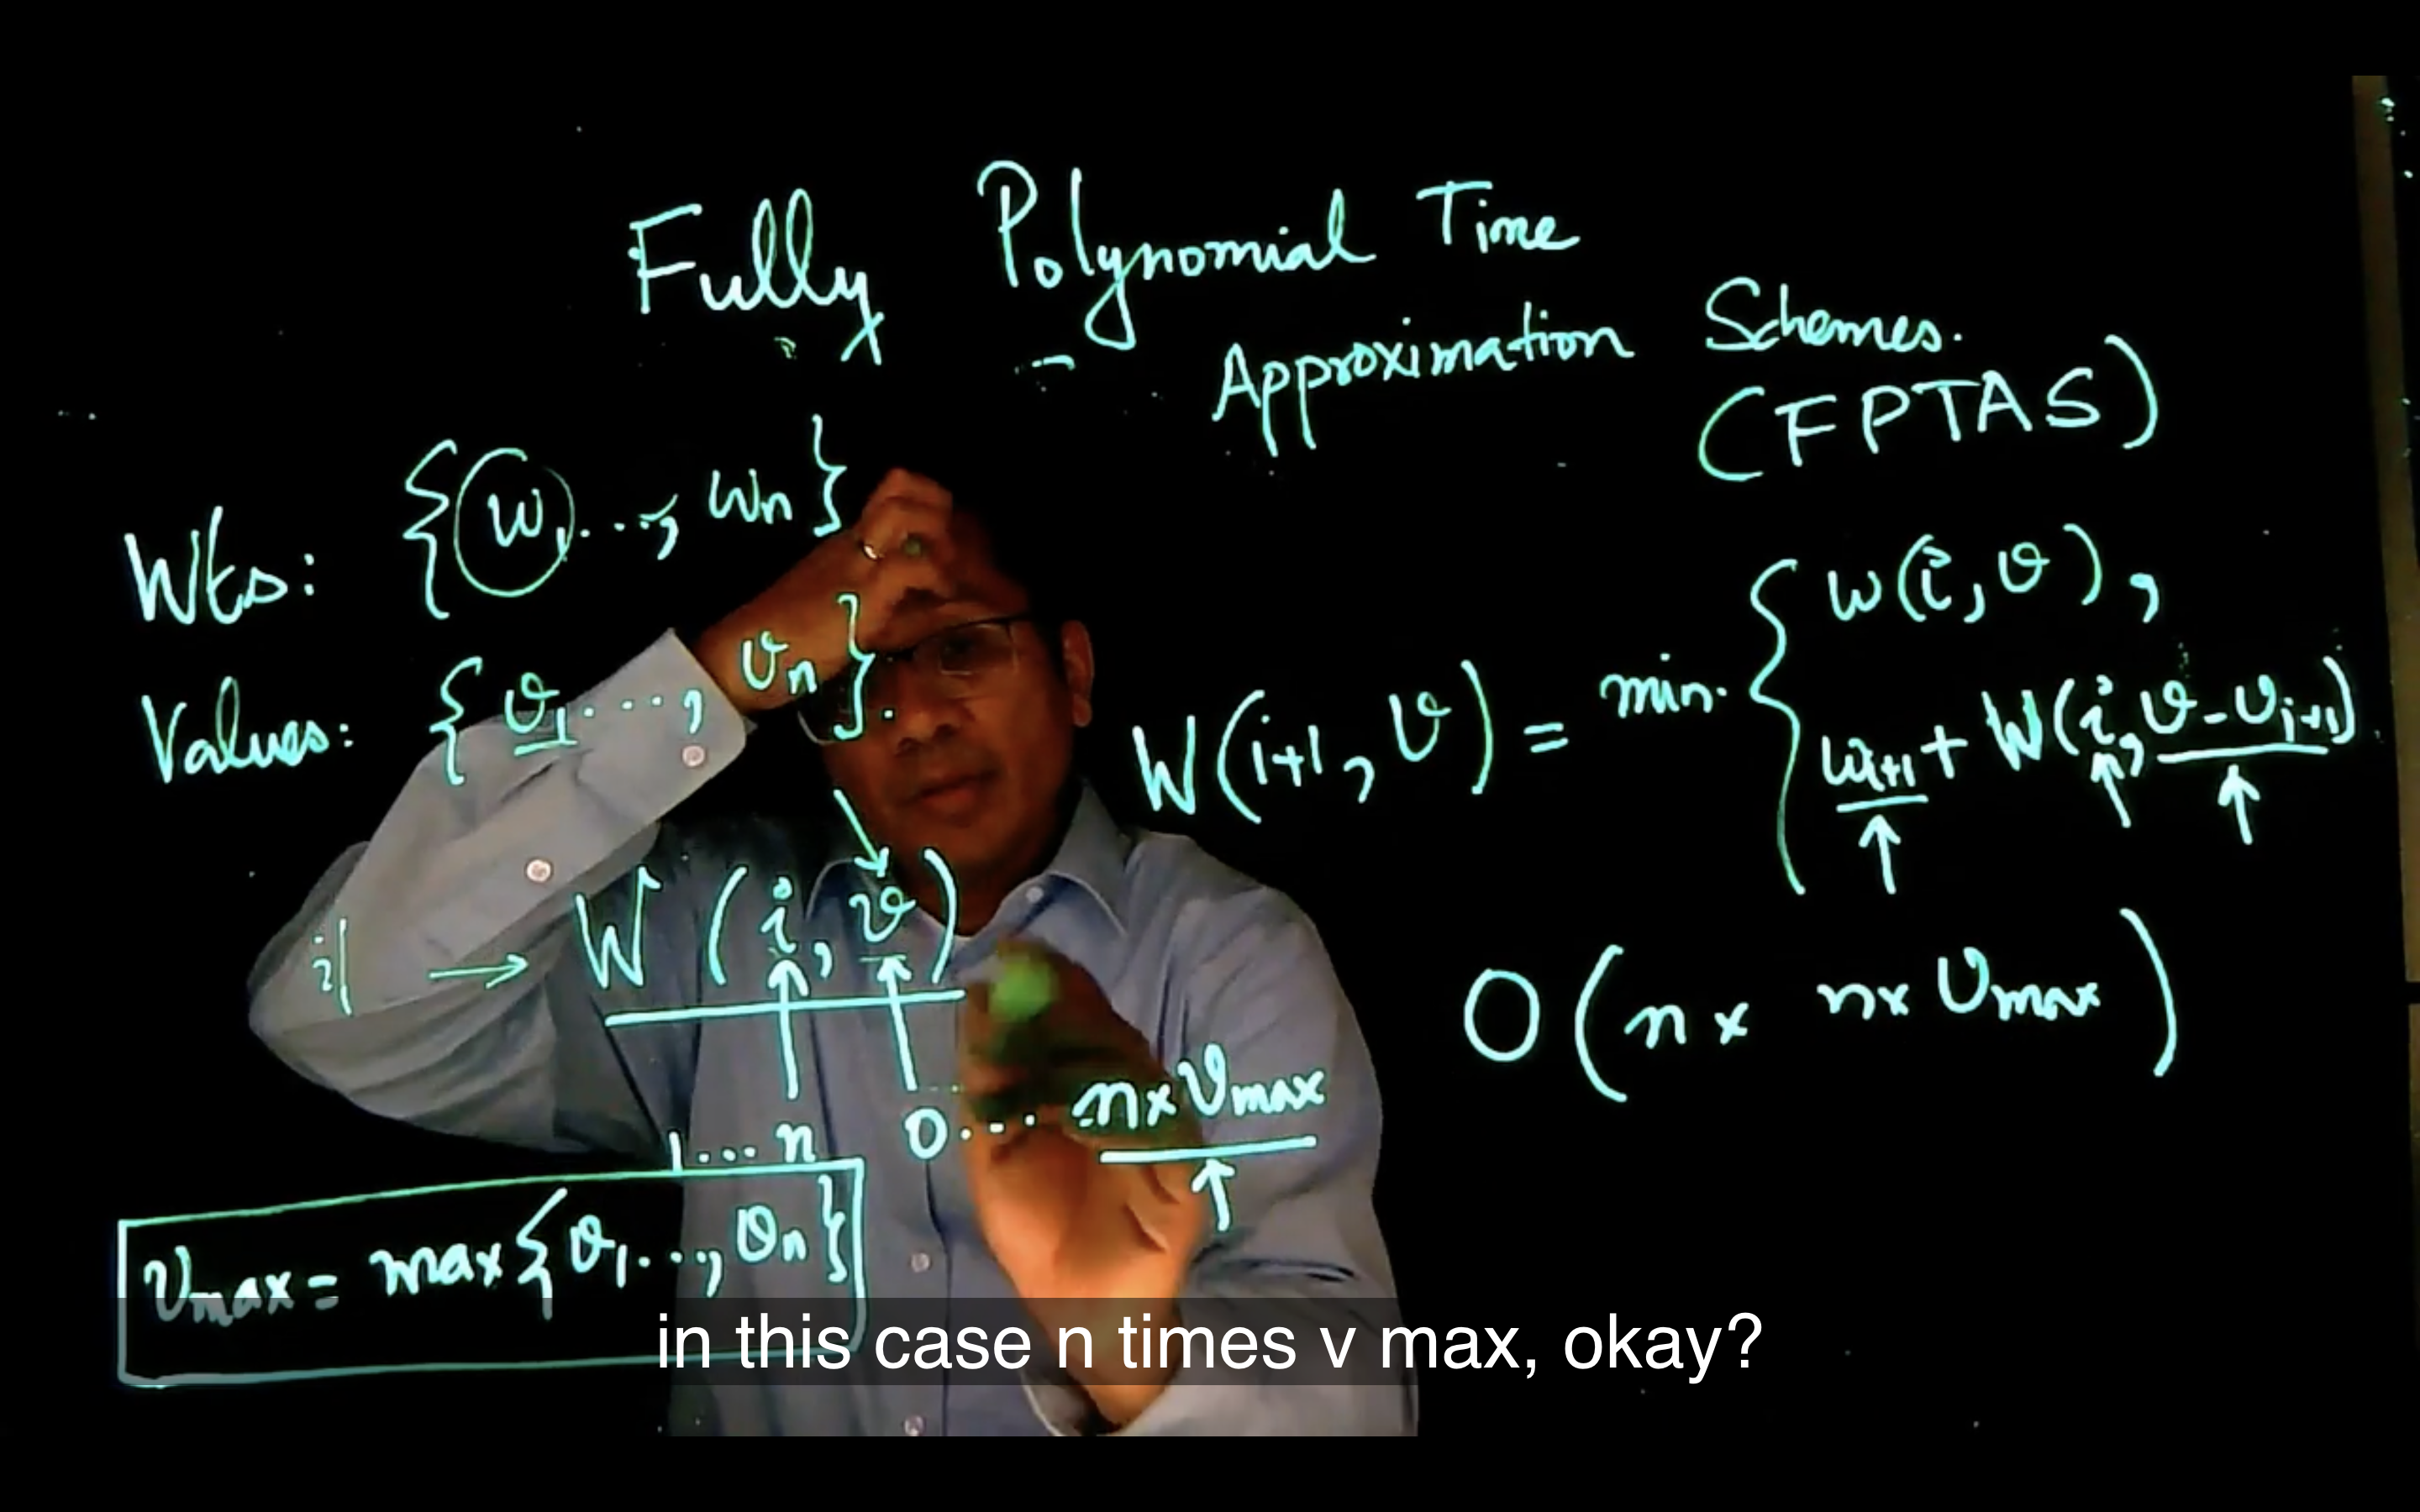 Fully Polynomial Time
Approximation Schemes.
(FPTAS)
Wts: {w1, ..., wn}
Values: {v1, ..., vn}.
W(i+1, v) = min. { w(i, v),
wi+1 + W(i, v - vi+1)
i → W(i, v)
1...n 0... n×vmax
O(n × n× vmax)
vmax = max{v1, ..., vn}
in this case n times v max, okay?